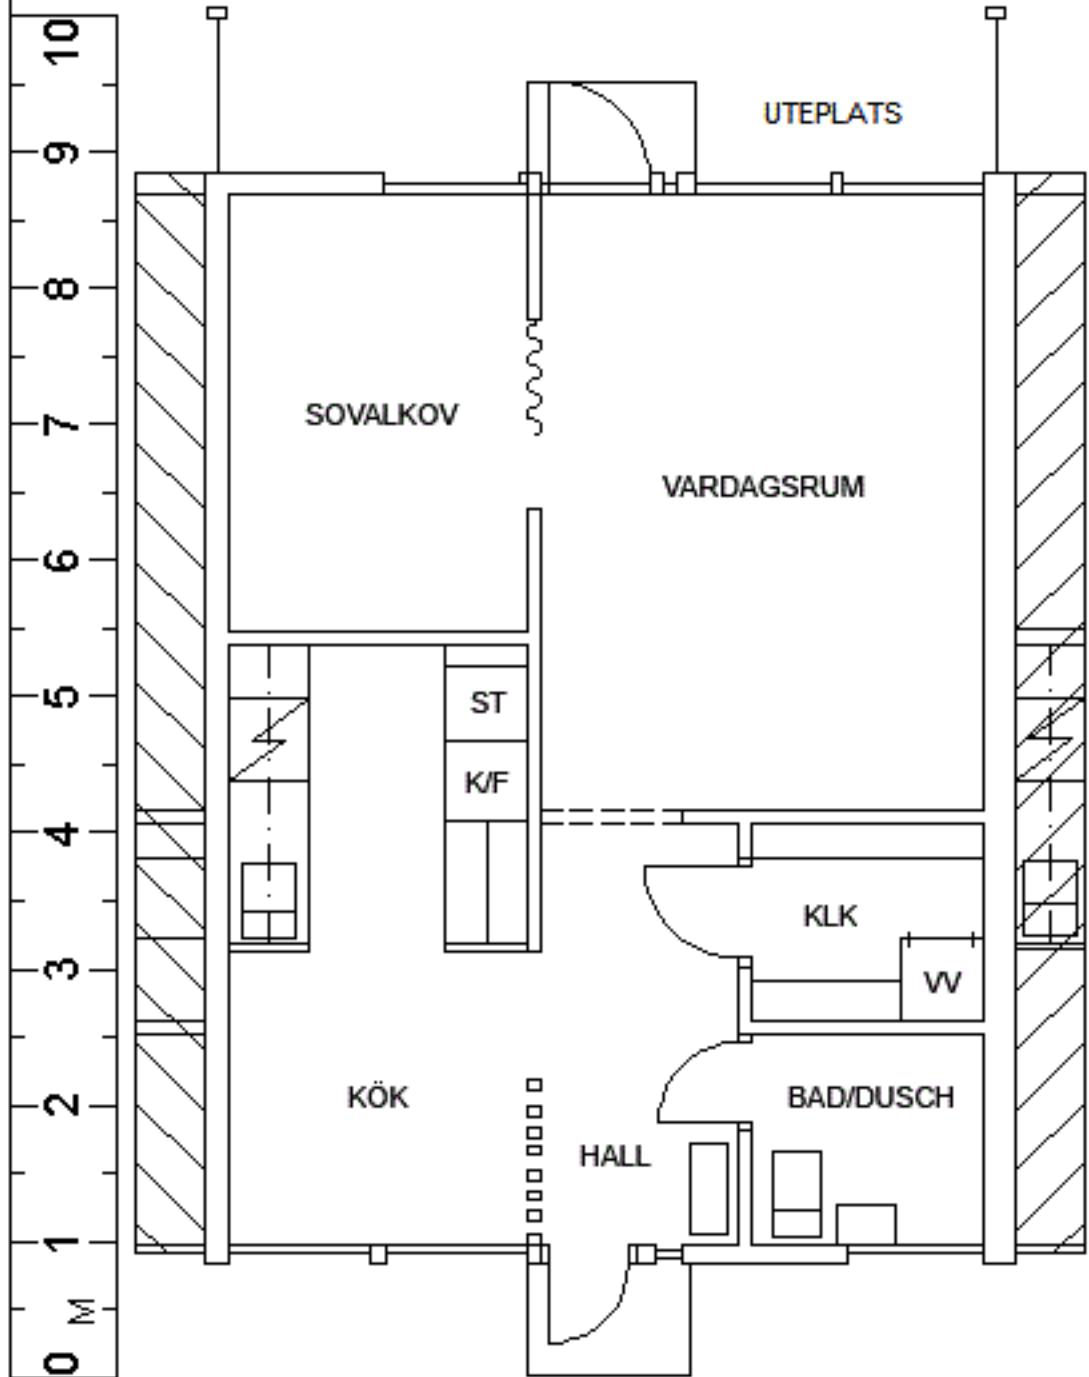 10
UTEPLATS
9
8
SOVALKOV
7
VARDAGSRUM
6
5
ST
K/F
4
KLK
3
VV
2
KÖK
BAD/DUSCH
HALL
1
M
0